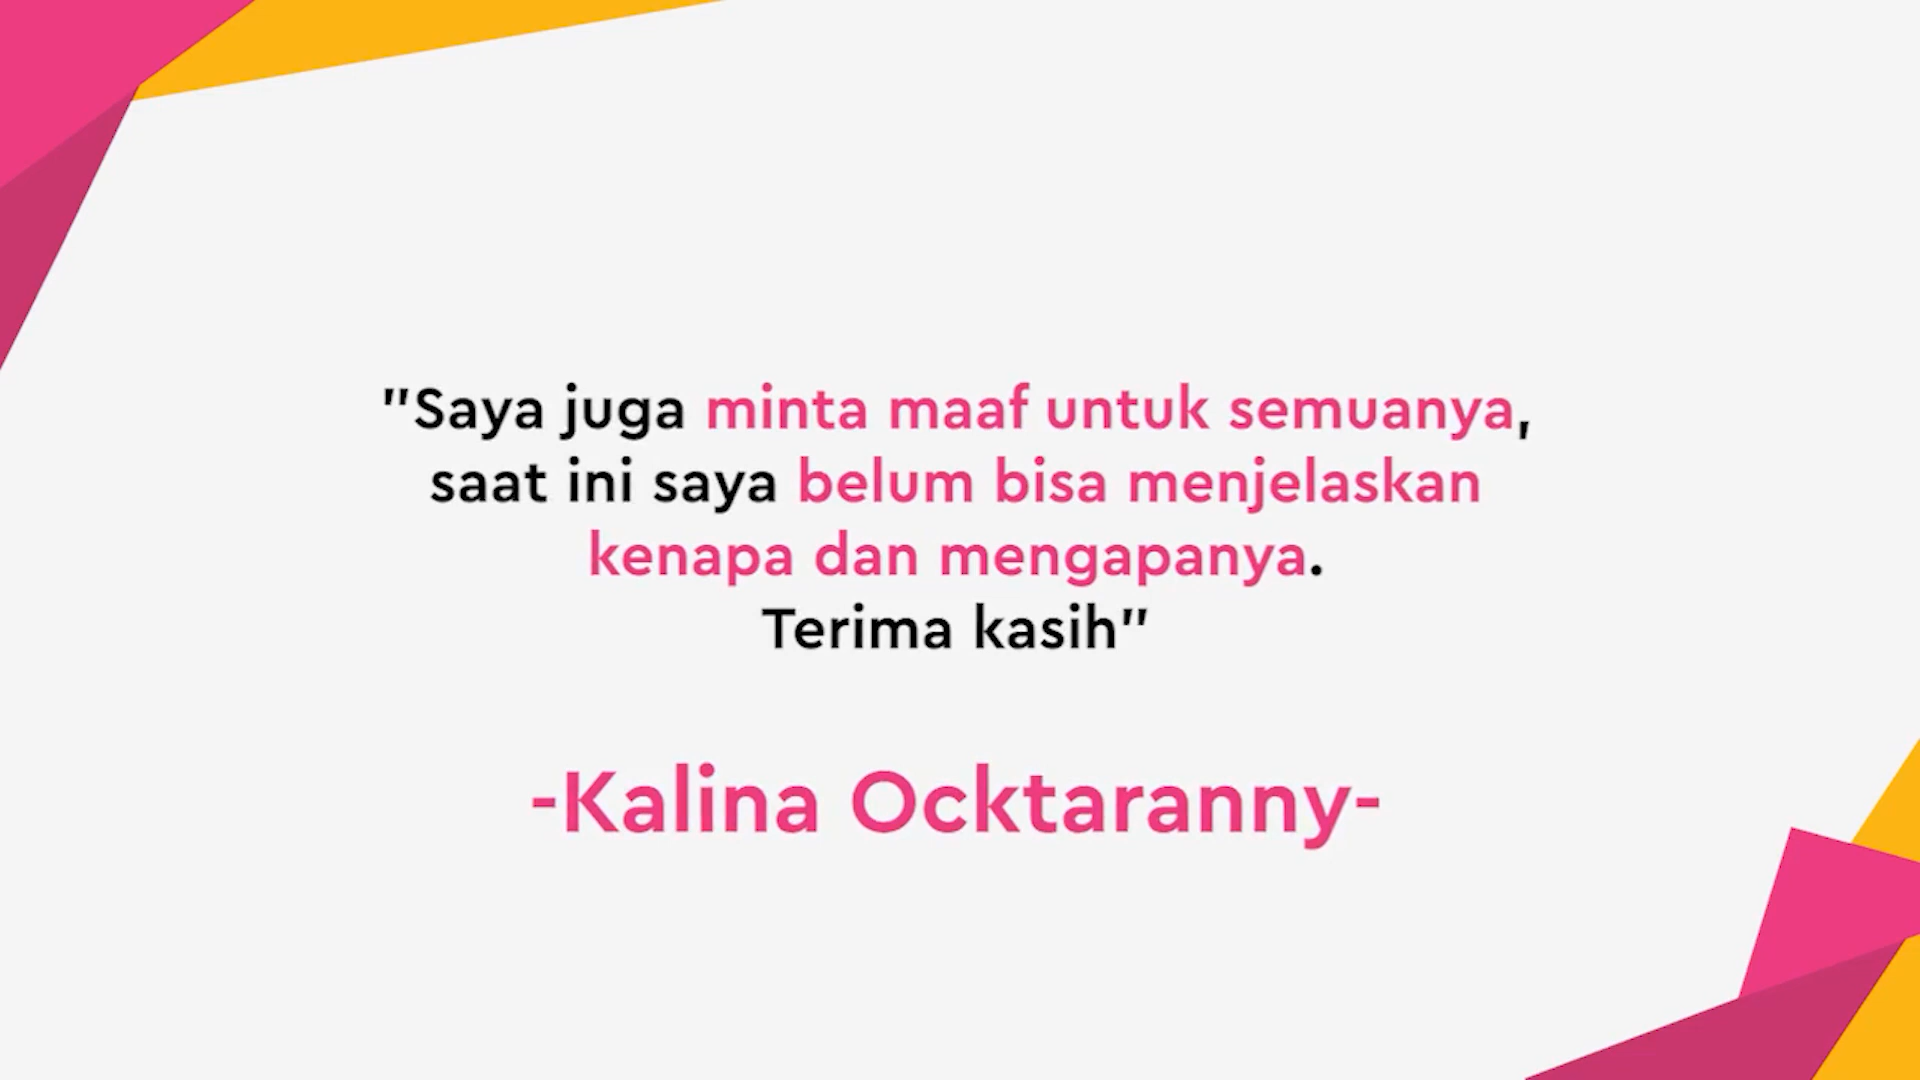 "Saya juga minta maaf untuk semuanya,
saat ini saya belum bisa menjelaskan
kenapa dan mengapanya.
Terima kasih"
-Kalina Ocktaranny-